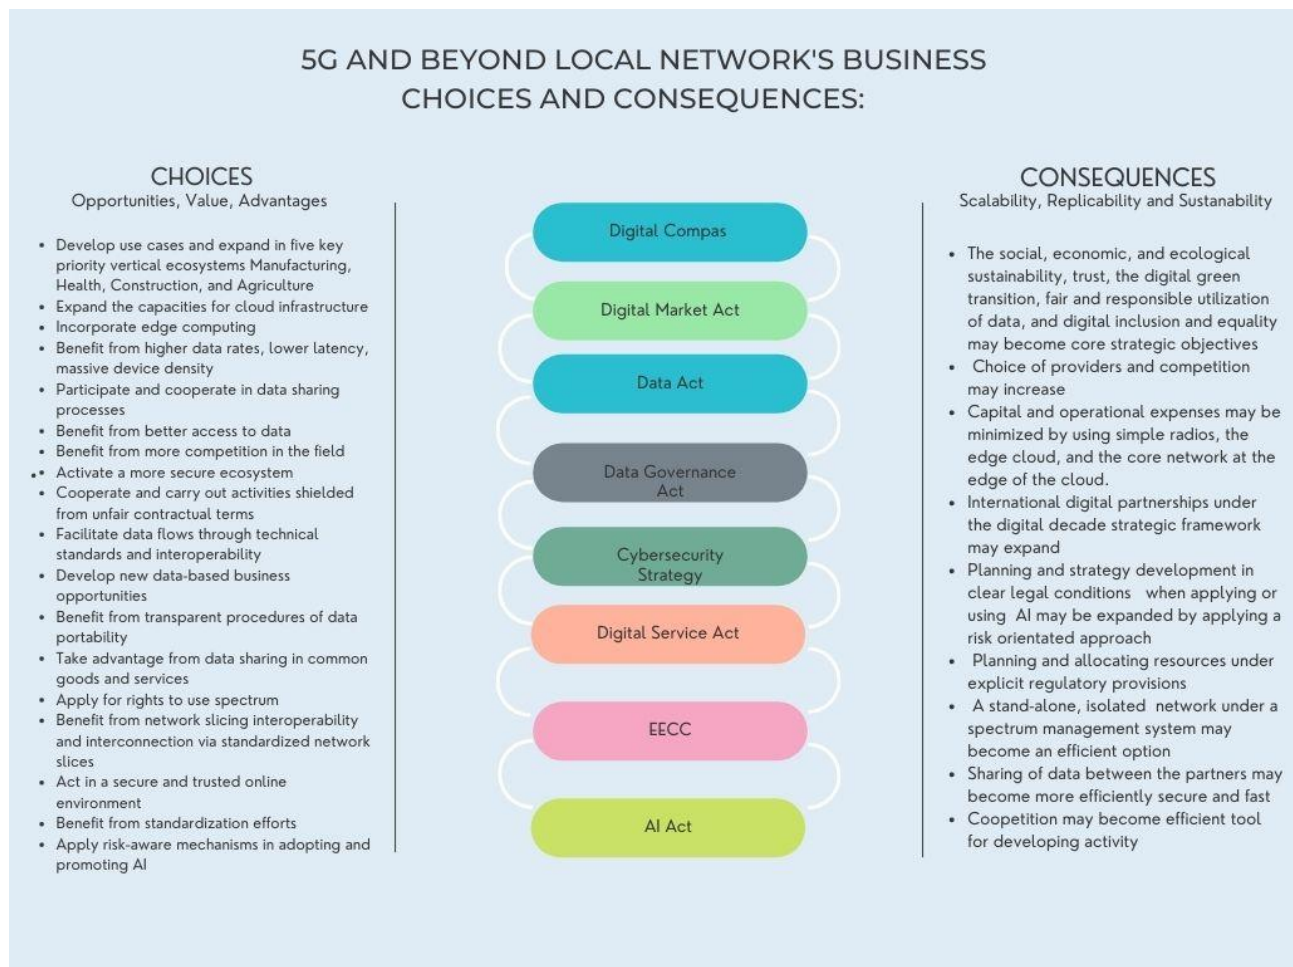 5G AND BEYOND LOCAL NETWORK'S BUSINESS
CHOICES AND CONSEQUENCES:
CHOICES
Opportunities, Value, Advantages
• Develop use cases and expand in five key
priority vertical ecosystems Manufacturing,
Health, Construction, and Agriculture
• Expand the capacities for cloud infrastructure
• Incorporate edge computing
• Benefit from higher data rates, lower latency,
massive device density
• Participate and cooperate in data sharing
processes
• Benefit from better access to data
• Benefit from more competition in the field
• Activate a more secure ecosystem
• Cooperate and carry out activities shielded
from unfair contractual terms
• Facilitate data flows through technical
standards and interoperability
• Develop new data-based business
opportunities
• Benefit from transparent procedures of data
portability
• Take advantage from data sharing in common
goods and services
• Apply for rights to use spectrum
• Benefit from network slicing interoperability
and interconnection via standardized network
slices
• Act in a secure and trusted online
environment
• Benefit from standardization efforts
• Apply risk-aware mechanisms in adopting and
promoting AI
Digital Compas
Digital Market Act
Data Act
Data Governance
Act
Cybersecurity
Strategy
Digital Service Act
EECC
AI Act
CONSEQUENCES
Scalability, Replicability and Sustanability
• The social, economic, and ecological
sustainability, trust, the digital green
transition, fair and responsible utilization
of data, and digital inclusion and equality
may become core strategic objectives
• Choice of providers and competition
may increase
• Capital and operational expenses may be
minimized by using simple radios, the
edge cloud, and the core network at the
edge of the cloud.
• International digital partnerships under
the digital decade strategic framework
may expand
• Planning and strategy development in
clear legal conditions when applying or
using AI may be expanded by applying a
risk orientated approach
• Planning and allocating resources under
explicit regulatory provisions
• A stand-alone, isolated network under a
spectrum management system may
become an efficient option
• Sharing of data between the partners may
become more efficiently secure and fast
• Coopetition may become efficient tool
for developing activity